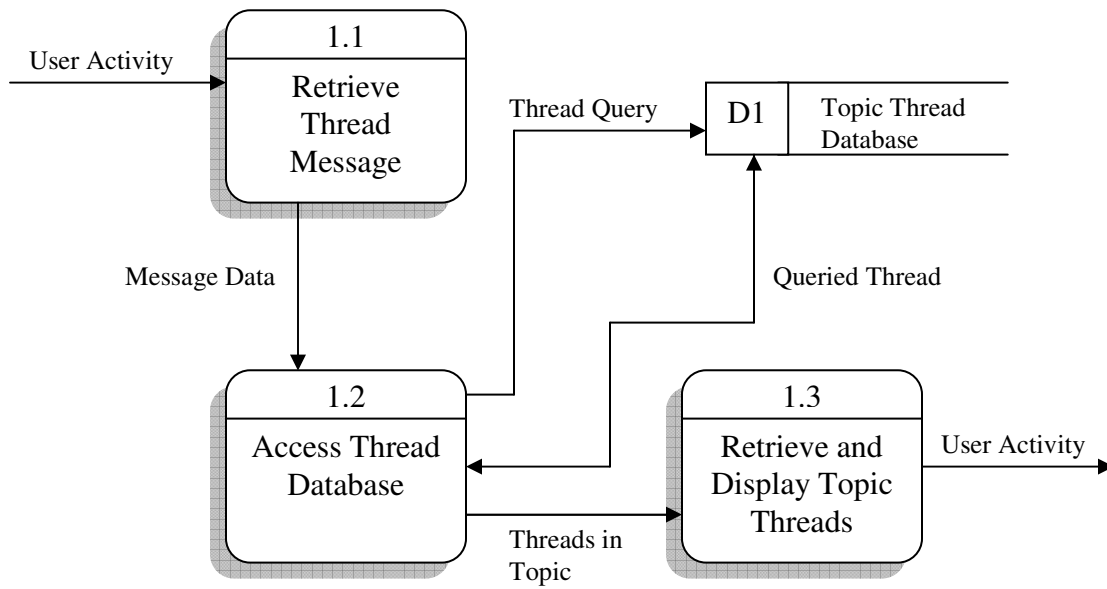 User Activity
1.1
Retrieve
Thread
Message
Thread Query
D1
Topic Thread
Database
Message Data
Queried Thread
1.2
Access Thread
Database
1.3
Retrieve and
Display Topic
Threads
User Activity
Threads in
Topic